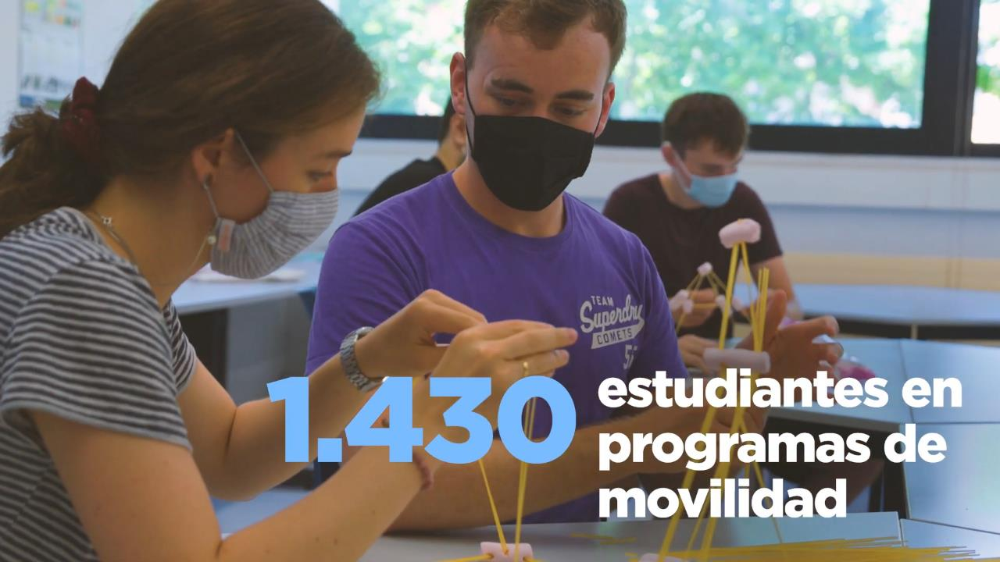 TEAM
Superdry
COMETS
1.430
estudiantes en
programas de
movilidad